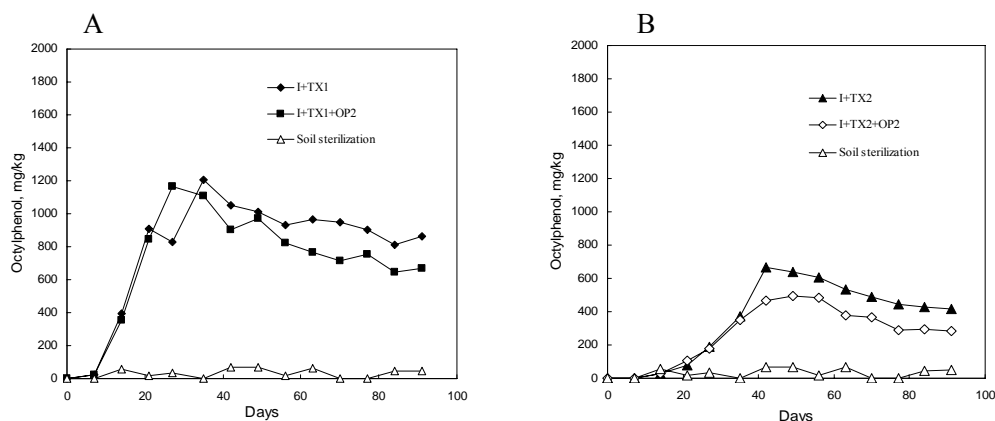 A
2000
1800
1600
1400
1200
1000
800
600
400
200
0
0 20 40 60 80 100
Octylphenol, mg/kg
Days
I+TX1
I+TX1+OP2
Soil sterilization
B
2000
1800
1600
1400
1200
1000
800
600
400
200
0
0 20 40 60 80 100
Octylphenol, mg/kg
Days
I+TX2
I+TX2+OP2
Soil sterilization